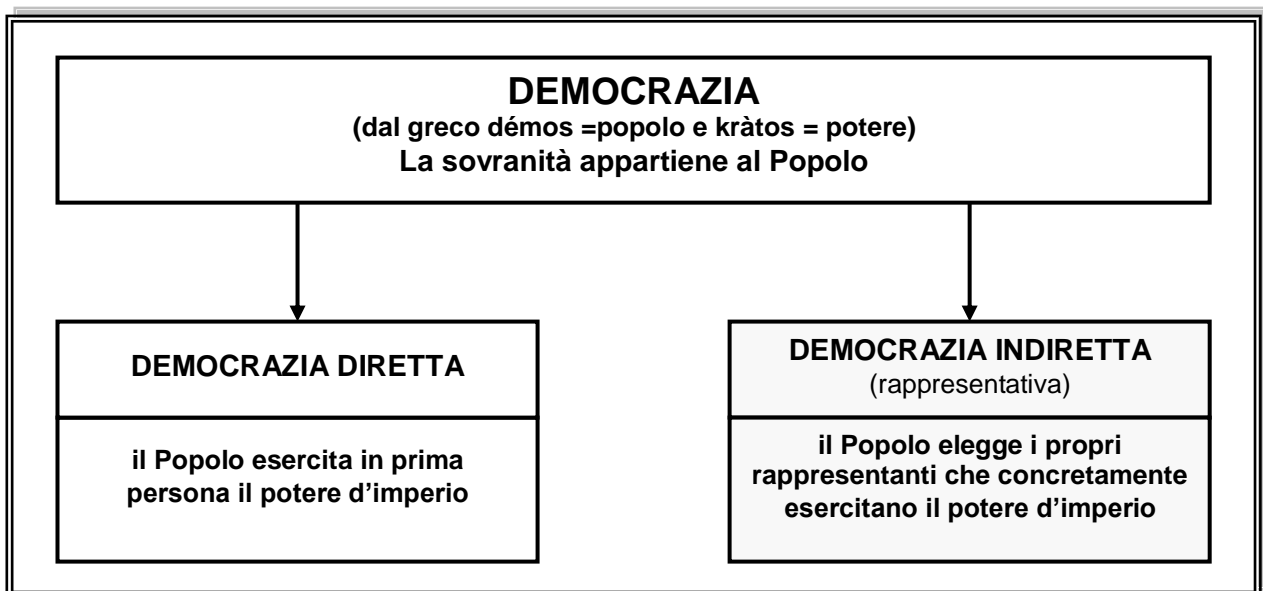 DEMOCRAZIA
(dal greco démos =popolo e kràtos = potere)
La sovranità appartiene al Popolo
DEMOCRAZIA DIRETTA
il Popolo esercita in prima
persona il potere d’imperio
DEMOCRAZIA INDIRETTA
(rappresentativa)
il Popolo elegge i propri
rappresentanti che concretamente
esercitano il potere d’imperio